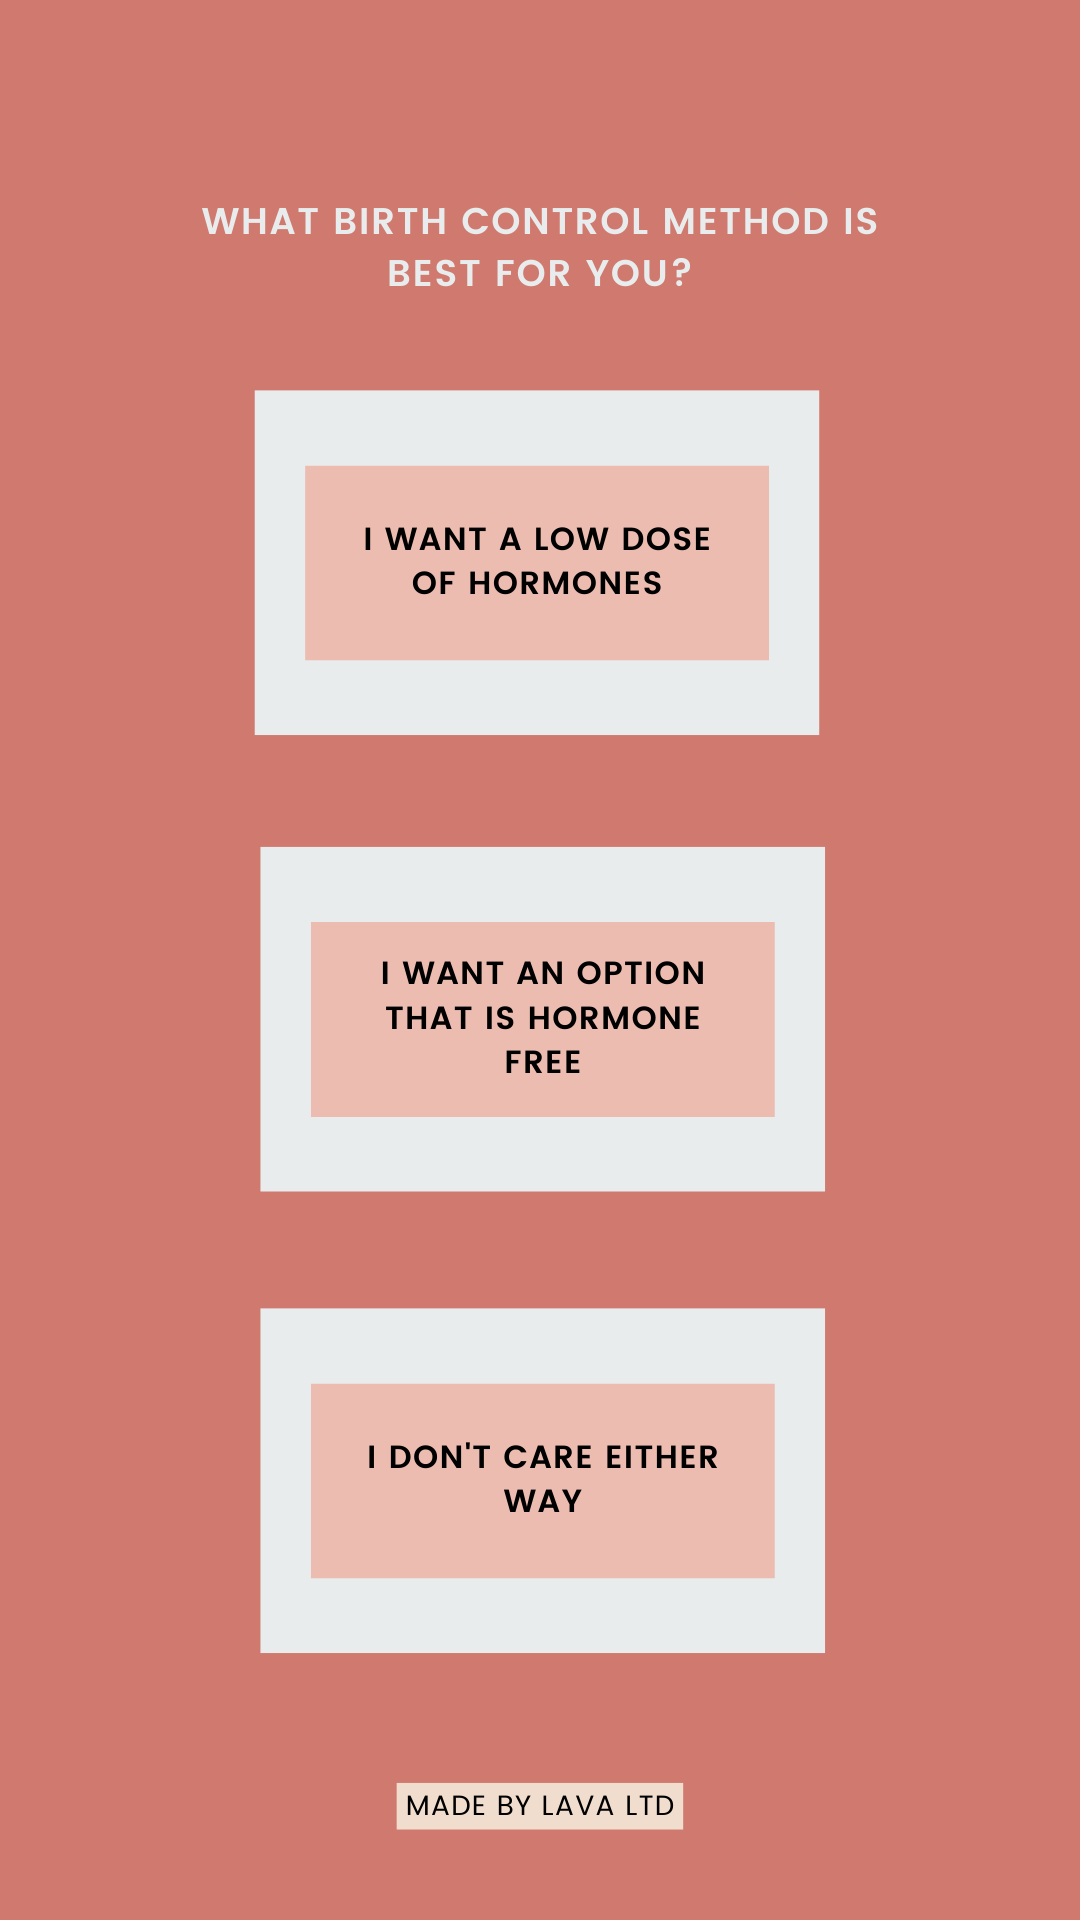 WHAT BIRTH CONTROL METHOD IS
BEST FOR YOU?
I WANT A LOW DOSE
OF HORMONES
I WANT AN OPTION
THAT IS HORMONE
FREE
I DON'T CARE EITHER
WAY
MADE BY LAVA LTD